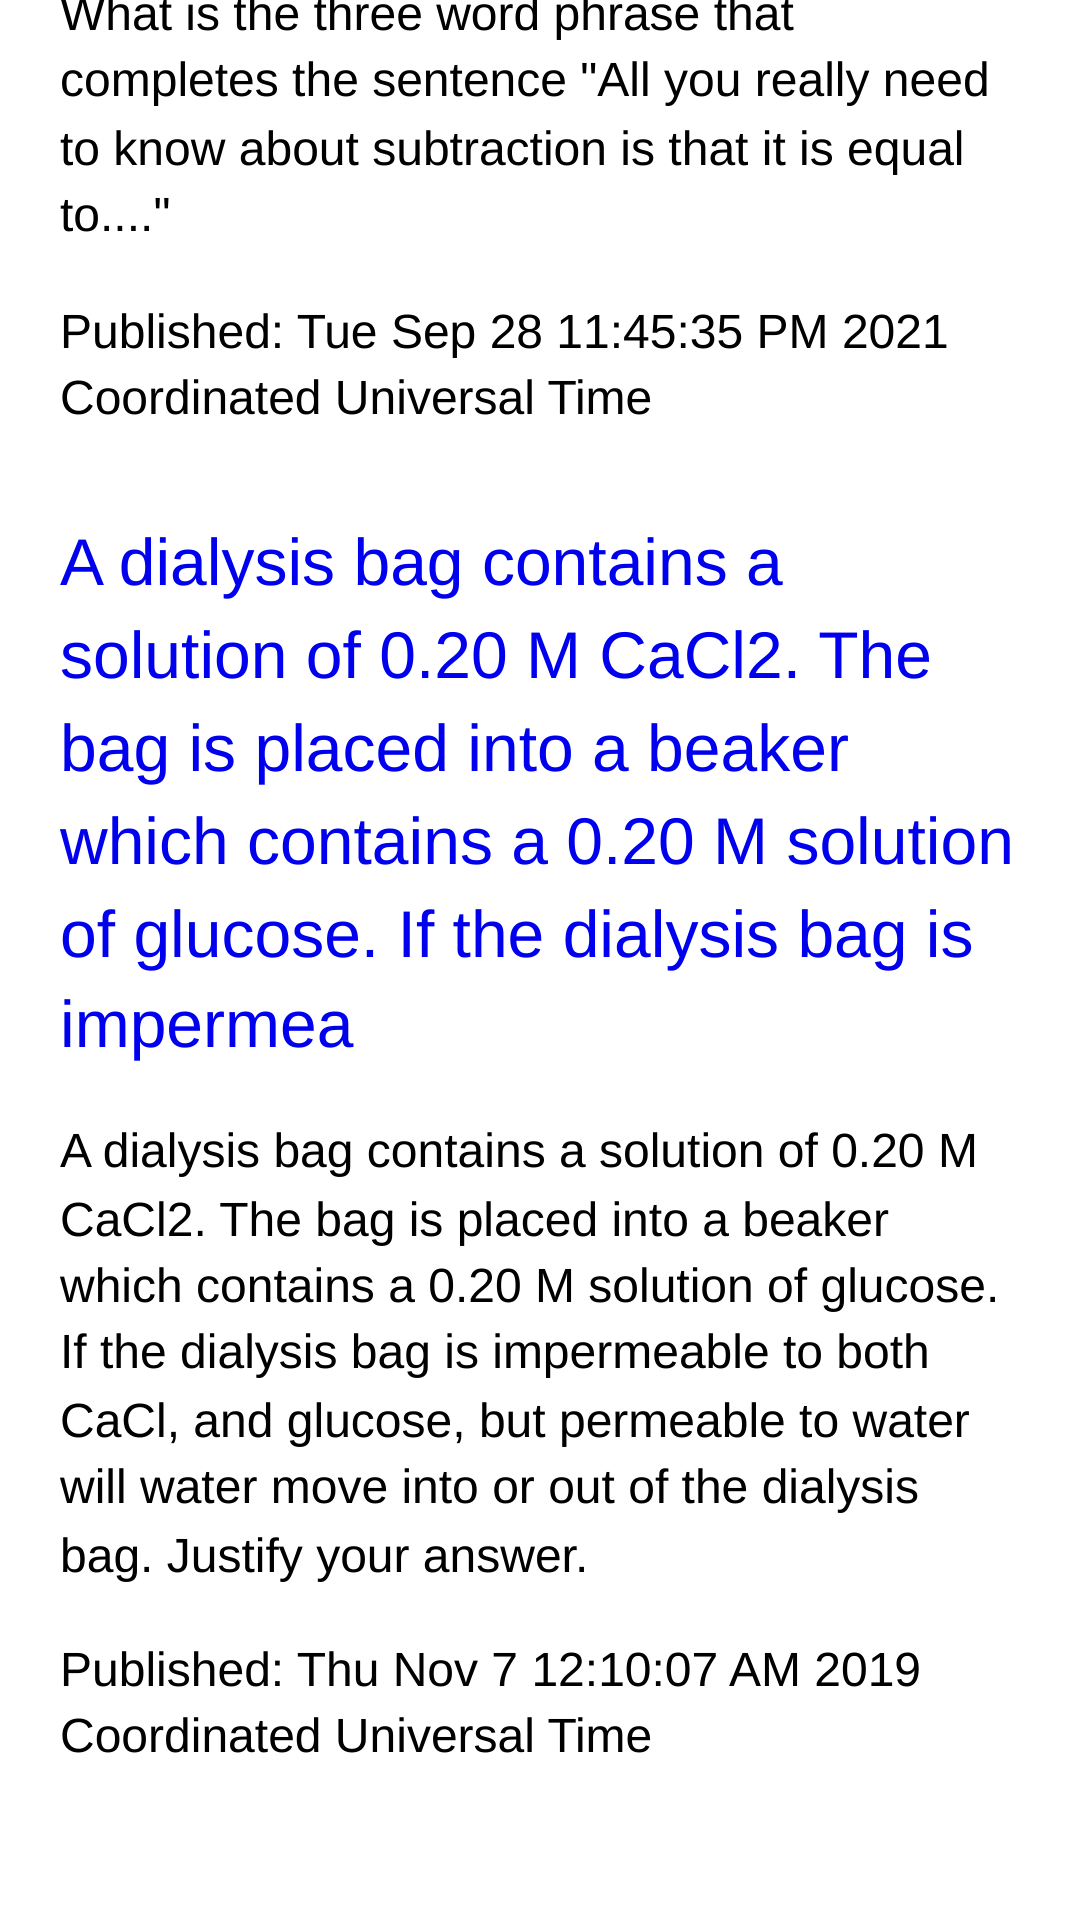 What is the three word phrase that
completes the sentence "All you really need
to know about subtraction is that it is equal
to...."
Published: Tue Sep 28 11:45:35 PM 2021
Coordinated Universal Time
A dialysis bag contains a
solution of 0.20 M CaCl2. The
bag is placed into a beaker
which contains a 0.20 M solution
of glucose. If the dialysis bag is
impermea
A dialysis bag contains a solution of 0.20 M
CaCl2. The bag is placed into a beaker
which contains a 0.20 M solution of glucose.
If the dialysis bag is impermeable to both
CaCl, and glucose, but permeable to water
will water move into or out of the dialysis
bag. Justify your answer.
Published: Thu Nov 7 12:10:07 AM 2019
Coordinated Universal Time